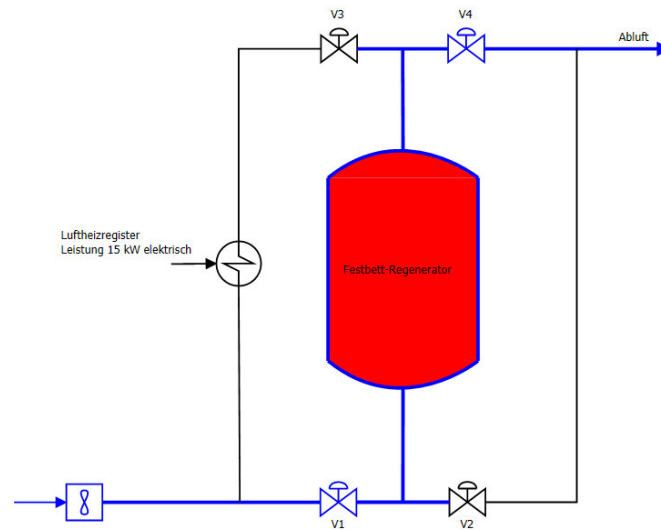 V3
V4
Abluft
Luftheizregister
Leistung 15 kW elektrisch
Festbett-Regenerator
V1
V2